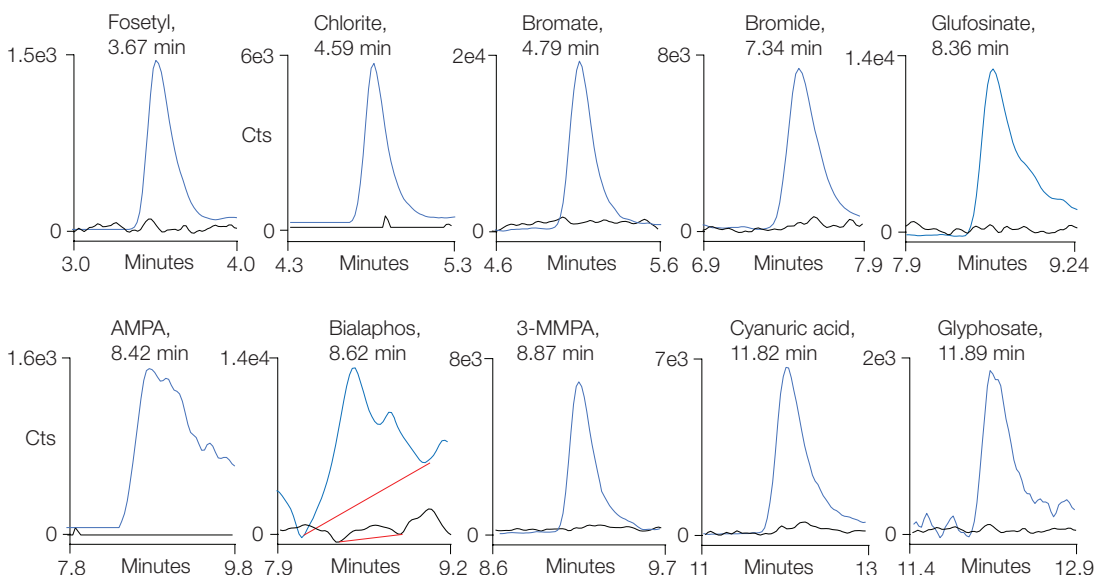 Fosetyl,
3.67 min
1.5e3
0
3.0 Minutes 4.0
Chlorite,
4.59 min
6e3
Cts
0
4.3 Minutes 5.3
Bromate,
4.79 min
2e4
0
4.6 Minutes 5.6
Bromide,
7.34 min
8e3
0
6.9 Minutes 7.9
Glufosinate,
8.36 min
1.4e4
0
7.9 Minutes 9.24
AMPA,
8.42 min
1.6e3
Cts
0
7.8 Minutes 9.8
Bialaphos,
8.62 min
1.4e4
0
7.9 Minutes 9.2
3-MMPA,
8.87 min
8e3
0
8.6 Minutes 9.7
Cyanuric acid,
11.82 min
7e3
0
11 Minutes 13
Glyphosate,
11.89 min
2e3
0
11.4 Minutes 12.9